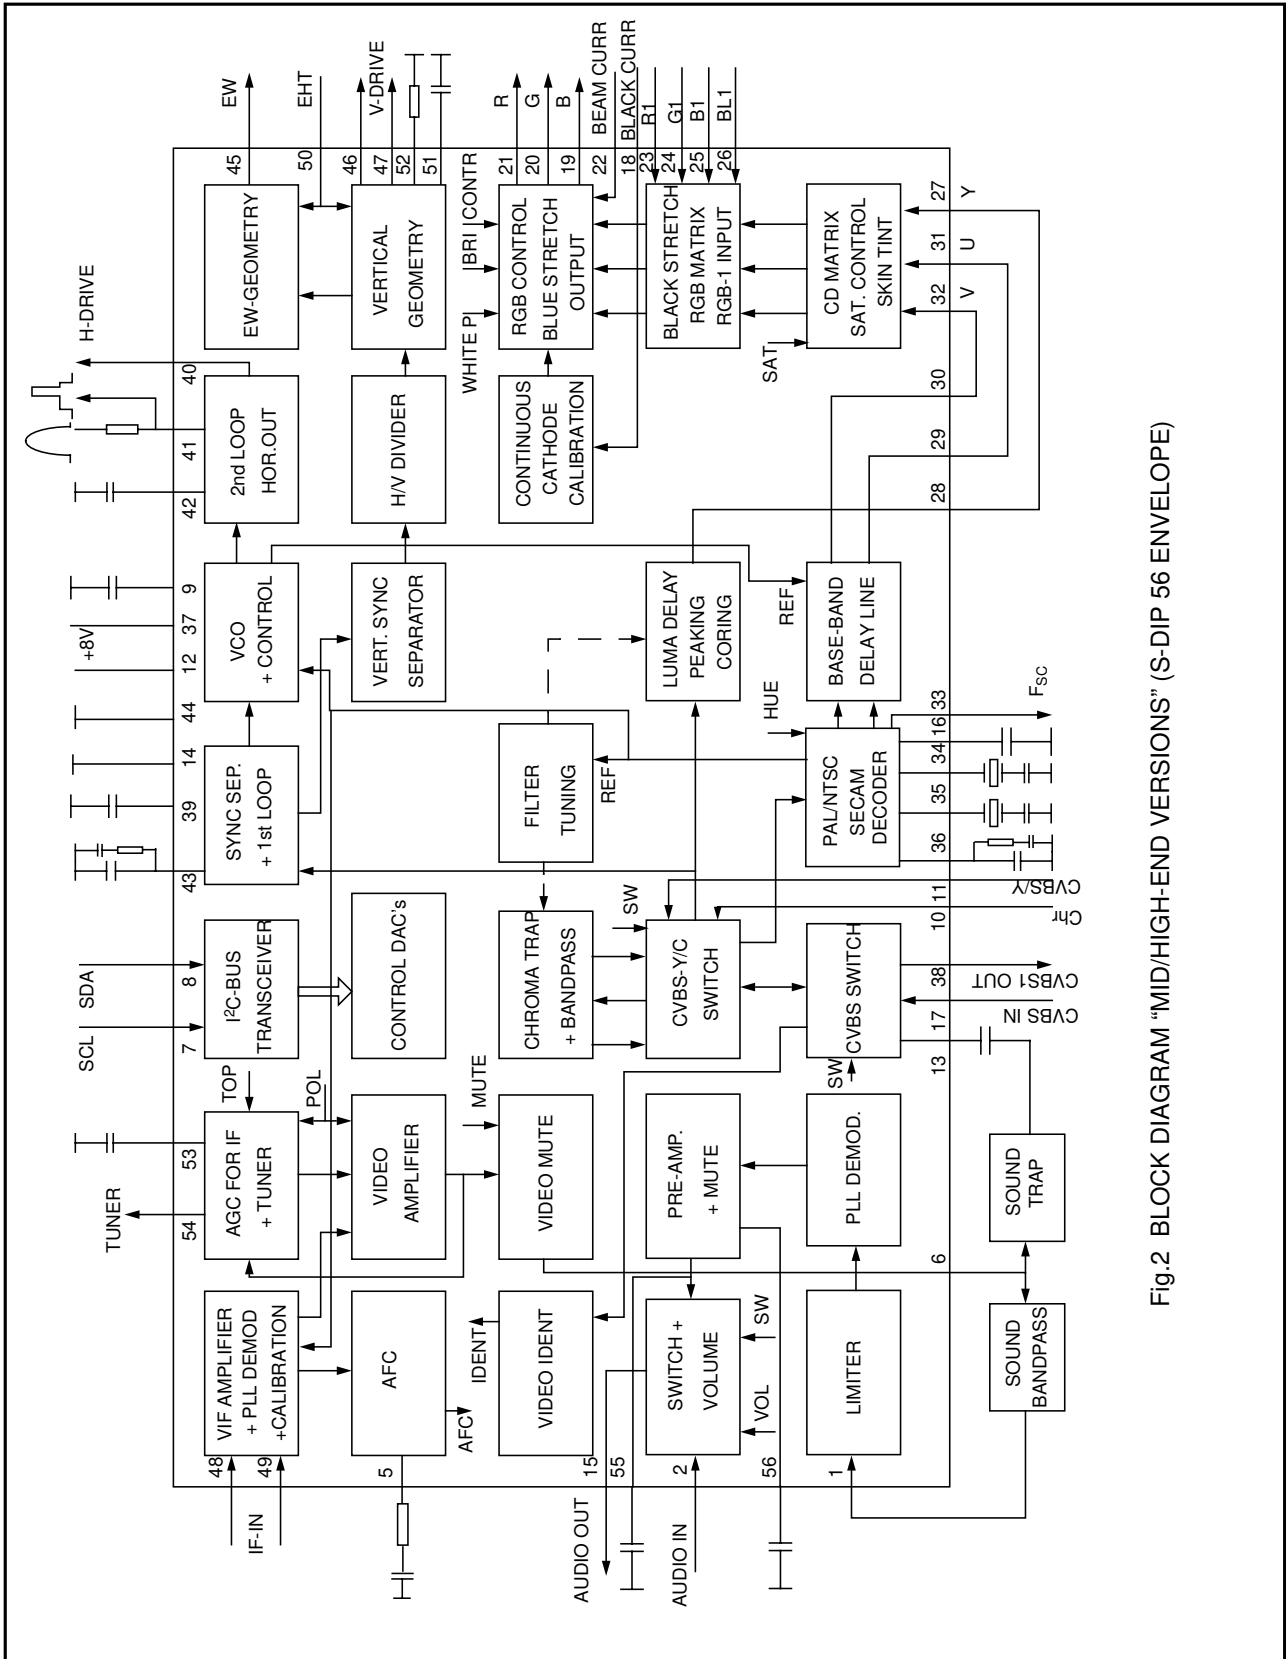 TUNER
SCL
SDA
+8V
H-DRIVE
54
53
7
8
43
39
14
44
12
37
9
42
41
40
IF-IN
48
49
VIF AMPLIFIER
+ PLL DEMOD
+CALIBRATION
AGC FOR IF
+ TUNER
TOP
I²C-BUS
TRANSCEIVER
SYNC SEP.
+ 1st LOOP
VCO
+ CONTROL
2nd LOOP
HOR.OUT
EW-GEOMETRY
45
EW
50
EHT
5
AFC
AFC
POL
VIDEO
AMPLIFIER
CONTROL DAC's
VERT. SYNC
SEPARATOR
H/V DIVIDER
VERTICAL
GEOMETRY
46
47
V-DRIVE
52
51
IDENT
VIDEO IDENT
MUTE
VIDEO MUTE
CHROMA TRAP
+ BANDPASS
FILTER
TUNING
REF
CONTINUOUS
CATHODE
CALIBRATION
WHITE P
BRI
CONTR
RGB CONTROL
BLUE STRETCH
OUTPUT
21
R
20
G
19
B
22
BEAM CURR
18
BLACK CURR
AUDIO OUT
15
55
AUDIO IN
2
56
SWITCH +
VOLUME
VOL
SW
PRE-AMP.
+ MUTE
SW
CVBS-Y/C
SWITCH
LUMA DELAY
PEAKING
CORING
BLACK STRETCH
RGB MATRIX
RGB-1 INPUT
23
R1
24
G1
25
B1
26
BL1
1
LIMITER
PLL DEMOD.
SW
CVBS SWITCH
HUE
PAL/NTSC
SECAM
DECODER
REF
BASE-BAND
DELAY LINE
SAT
CD MATRIX
SAT. CONTROL
SKIN TINT
6
13
17
38
10
11
36
35
34
16
33
28
29
30
32
31
27
V
U
Y
CVBS IN
CVBS1 OUT
Chr
CVBS/Y
FSC
SOUND
BANDPASS
SOUND
TRAP
Fig.2 BLOCK DIAGRAM “MID/HIGH-END VERSIONS” (S-DIP 56 ENVELOPE)